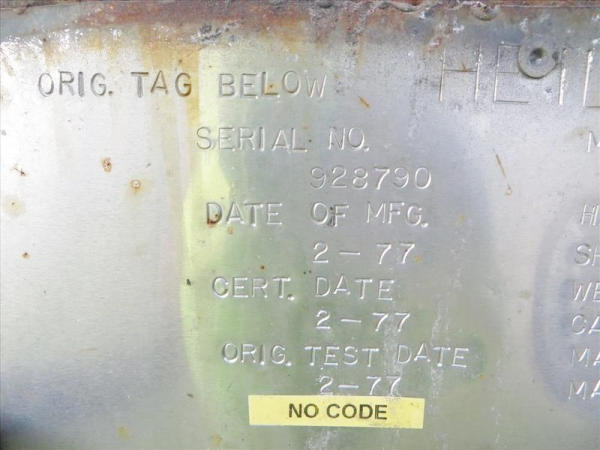 ORIG. TAG BELOW
SERIAL NO.
928790
DATE OF MFG.
2-77
CERT. DATE
2-77
ORIG. TEST DATE
2-77
NO CODE